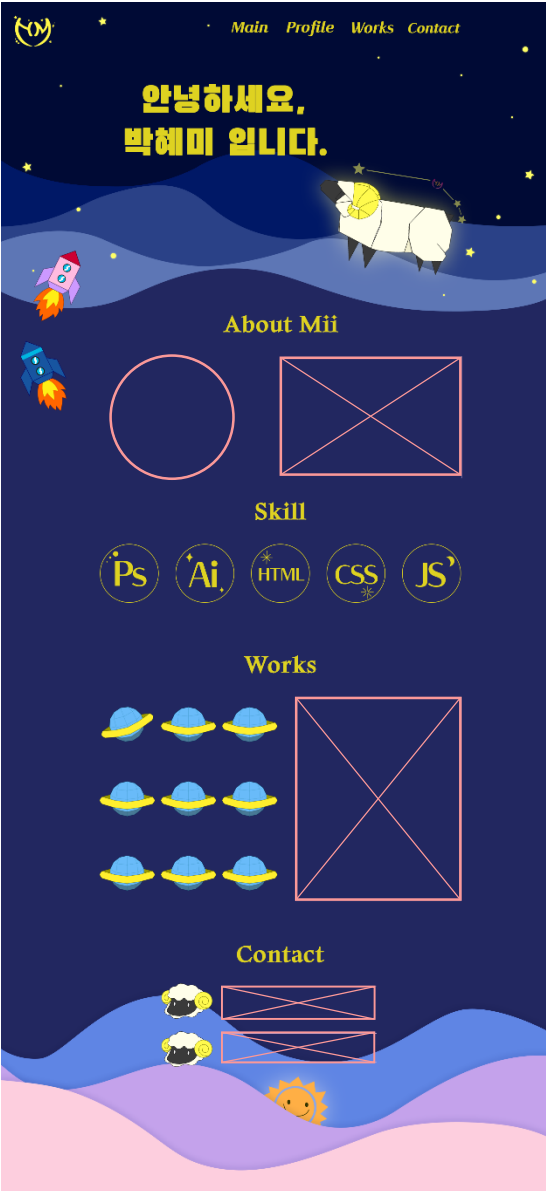 Main Profile Works Contact
안녕하세요,
박혜미 입니다.
About Mii
Skill
Ps Ai HTML CSS JS
Works
Contact